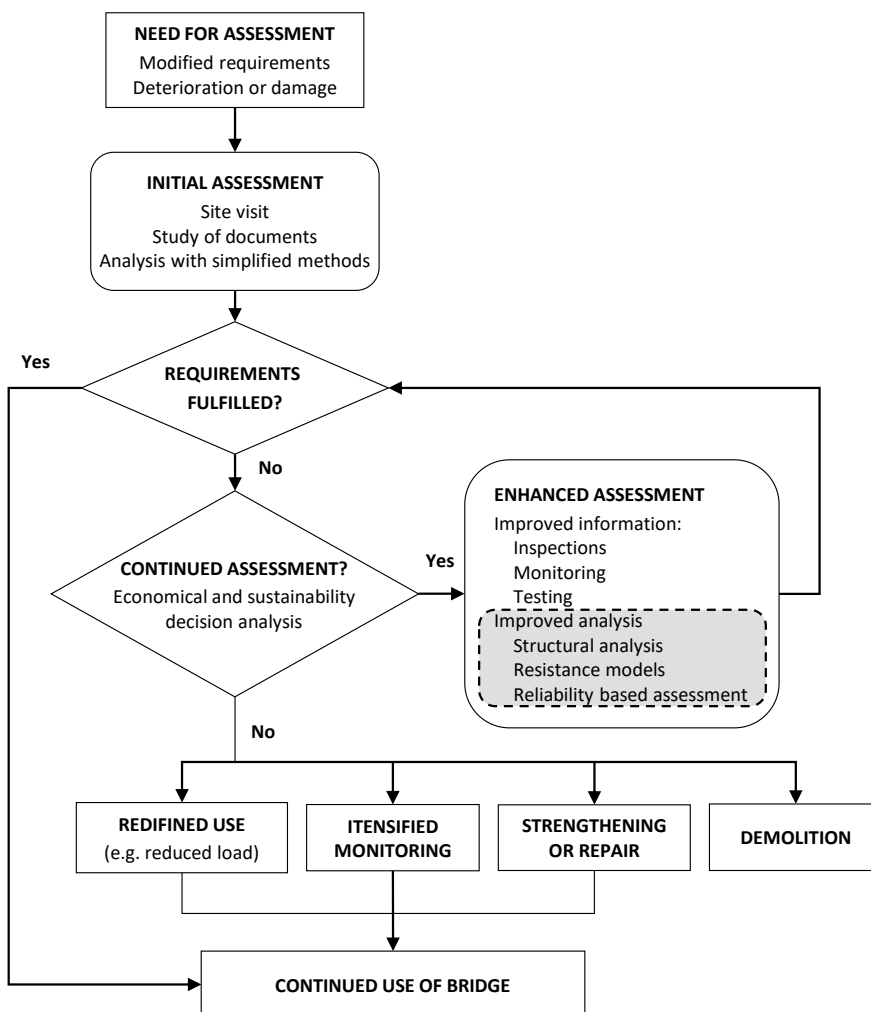 NEED FOR ASSESSMENT
Modified requirements
Deterioration or damage
INITIAL ASSESSMENT
Site visit
Study of documents
Analysis with simplified methods
Yes
REQUIREMENTS
FULFILLED?
No
CONTINUED ASSESSMENT?
Economical and sustainability
decision analysis
Yes
ENHANCED ASSESSMENT
Improved information:
Inspections
Monitoring
Testing
Improved analysis
Structural analysis
Resistance models
Reliability based assessment
No
REDIFINED USE
(e.g. reduced load)
ITENSIFIED
MONITORING
STRENGTHENING
OR REPAIR
DEMOLITION
CONTINUED USE OF BRIDGE